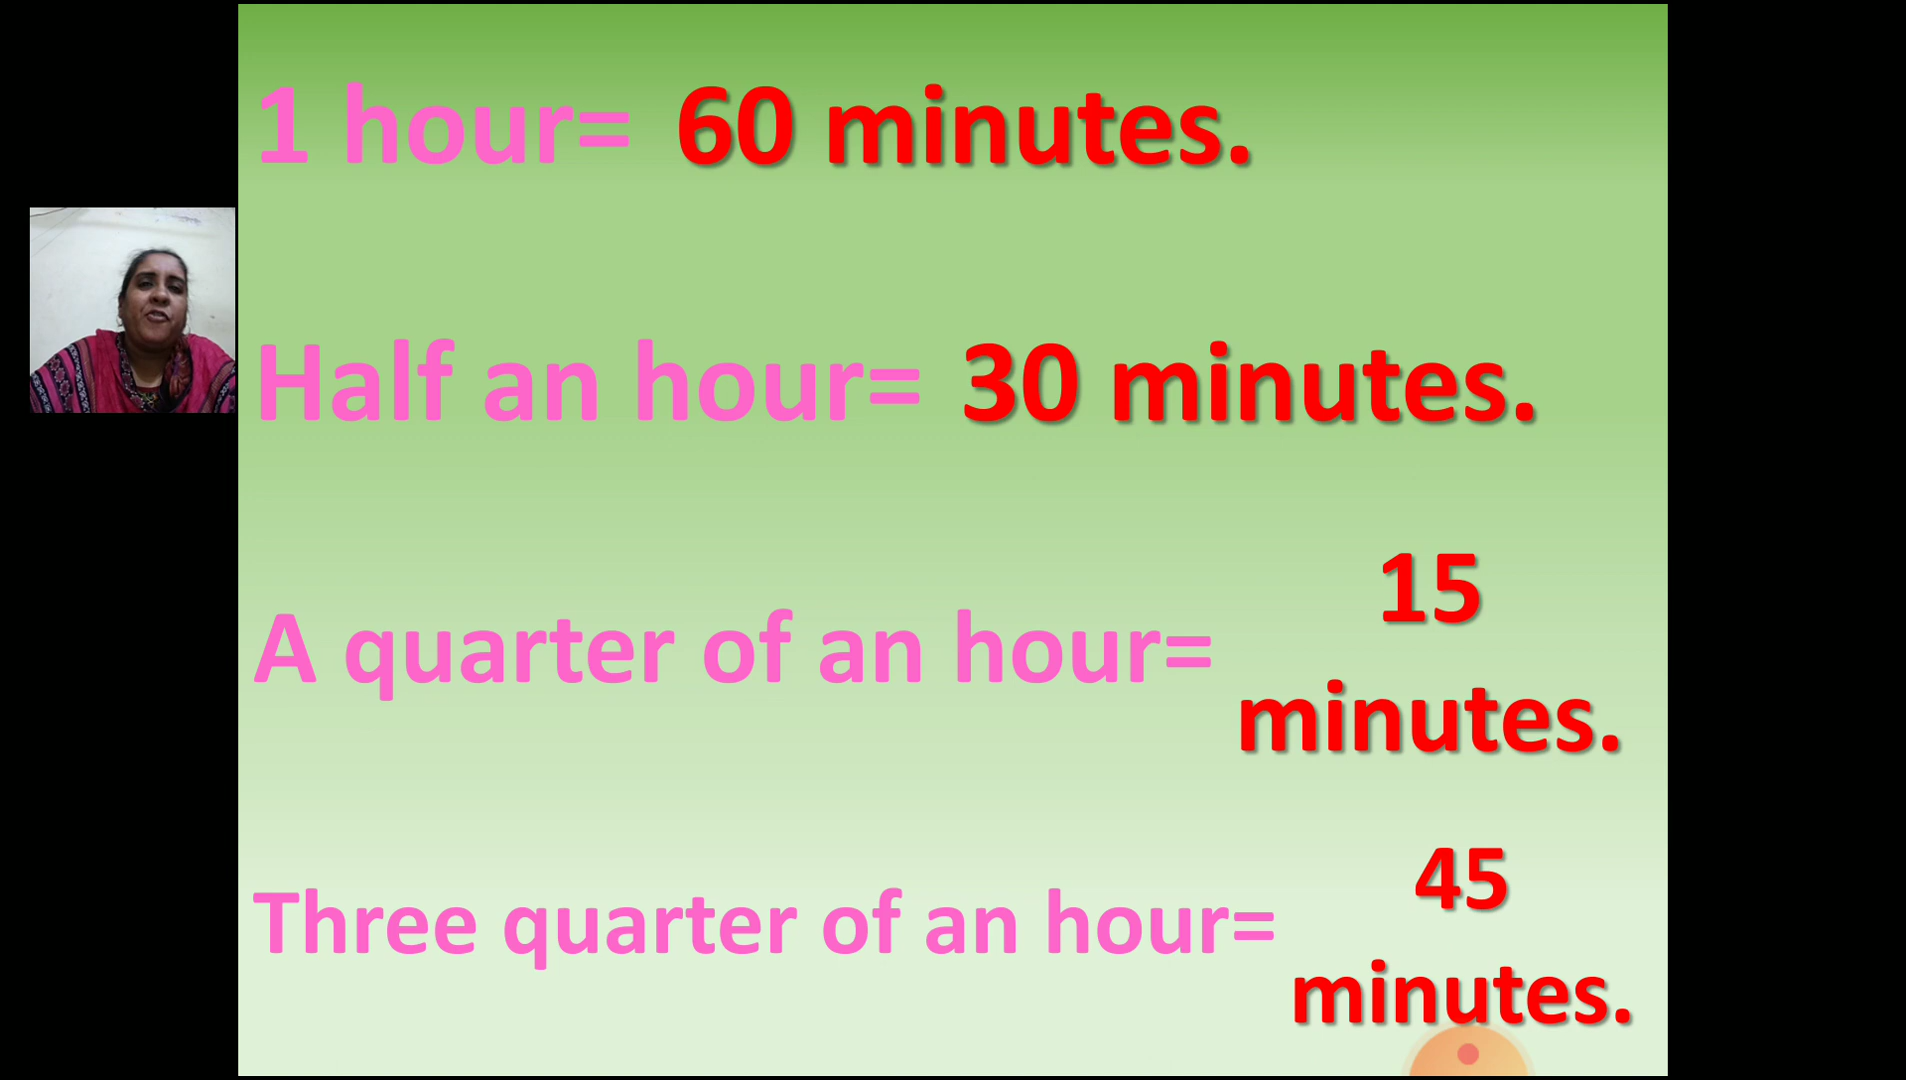 1 hour= 60 minutes.
Half an hour= 30 minutes.
A quarter of an hour= 15
minutes.
Three quarter of an hour= 45
minutes.